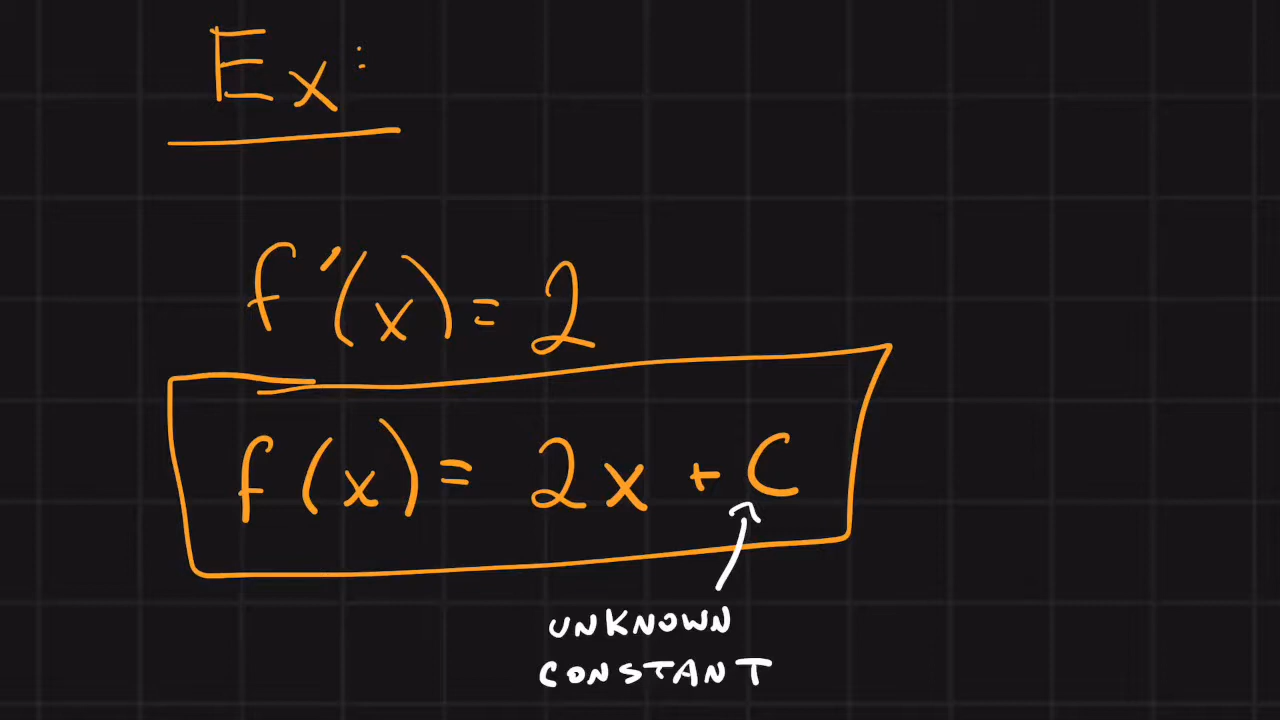 Ex:
f'(x) = 2
f(x) = 2x + C
UNKNOWN
CONSTANT